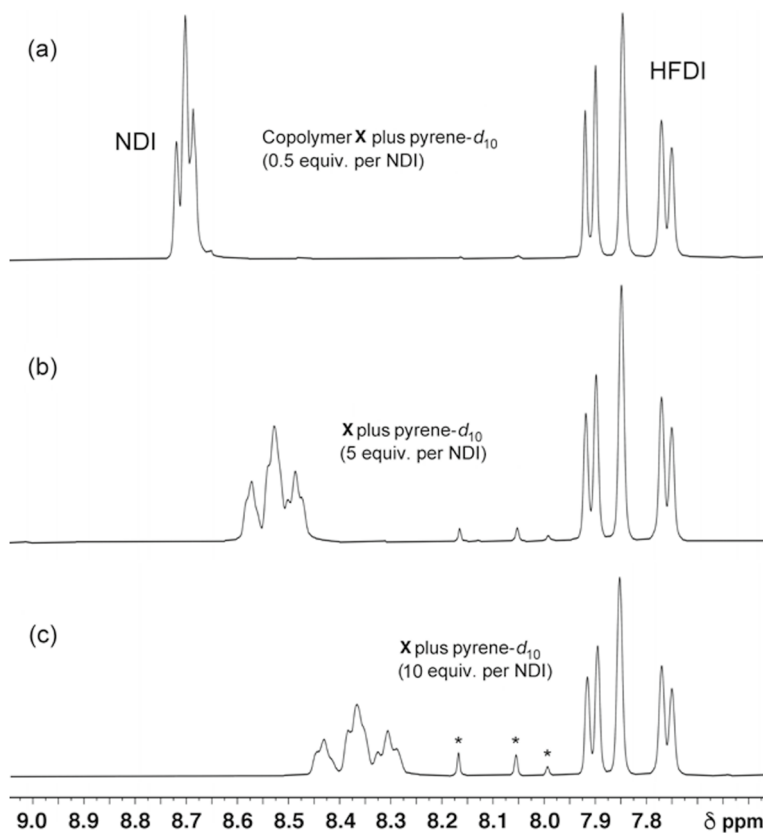 (a)
NDI
HFDI
Copolymer X plus pyrene-d10
(0.5 equiv. per NDI)
(b)
X plus pyrene-d10
(5 equiv. per NDI)
(c)
X plus pyrene-d10
(10 equiv. per NDI)
* * *
9.0 8.8 8.7 8.6 8.5 8.4 8.3 8.2 8.1 8.0 7.9 7.8 δ ppm